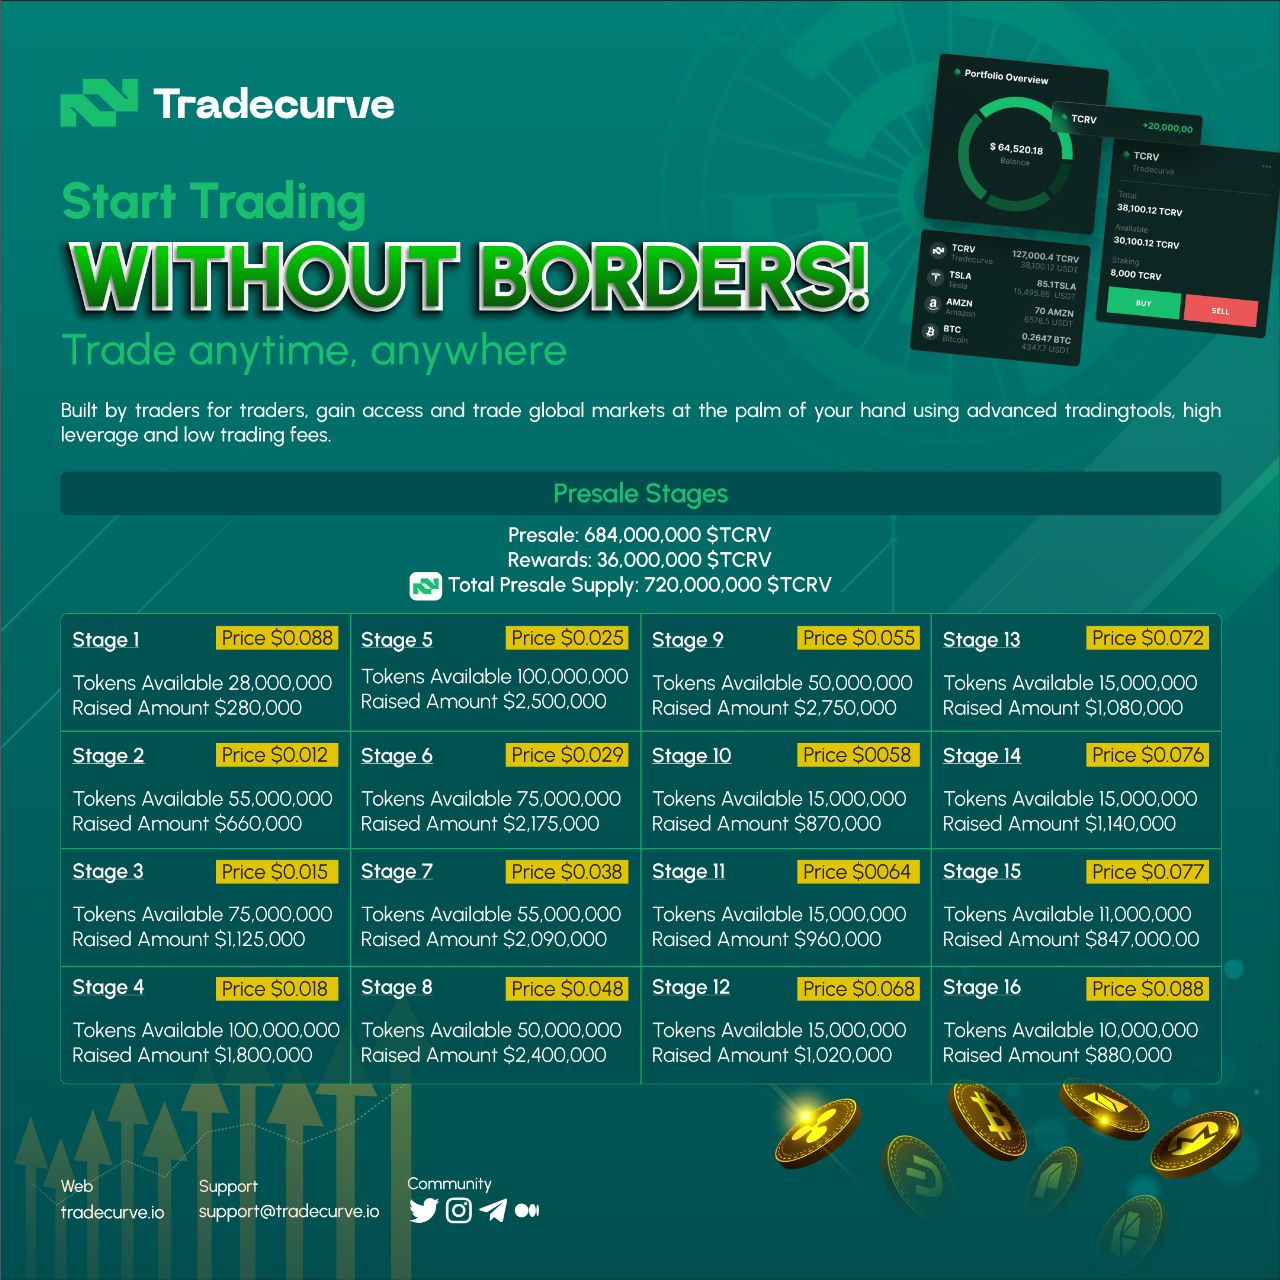 Tradecurve
Start Trading
WITHOUT BORDERS!
Trade anytime, anywhere
Portfolio Overview
$ 64,520.18
Balance
TCRV +20,000,00
TCRV
Tradecurve
Total
38,100.12 TCRV
Available
30,100.12 TCRV
Staking
8,000 TCRV
BUY SELL
TCRV 127,000.4 TCRV
Tradecurve 38,100.12 USDT
TSLA 85.1TSLA
Tesla 15,495.86 USDT
AMZN 70 AMZN
Amazon 6576.5 USDT
BTC 0.2647 BTC
Bitcoin 4347.7 USDT
Built by traders for traders, gain access and trade global markets at the palm of your hand using advanced tradingtools, high
leverage and low trading fees.
Presale Stages
Presale: 684,000,000 $TCRV
Rewards: 36,000,000 $TCRV
Total Presale Supply: 720,000,000 $TCRV
Stage 1 Price $0.088
Tokens Available 28,000,000
Raised Amount $280,000
Stage 5 Price $0.025
Tokens Available 100,000,000
Raised Amount $2,500,000
Stage 9 Price $0.055
Tokens Available 50,000,000
Raised Amount $2,750,000
Stage 13 Price $0.072
Tokens Available 15,000,000
Raised Amount $1,080,000
Stage 2 Price $0.012
Tokens Available 55,000,000
Raised Amount $660,000
Stage 6 Price $0.029
Tokens Available 75,000,000
Raised Amount $2,175,000
Stage 10 Price $0058
Tokens Available 15,000,000
Raised Amount $870,000
Stage 14 Price $0.076
Tokens Available 15,000,000
Raised Amount $1,140,000
Stage 3 Price $0.015
Tokens Available 75,000,000
Raised Amount $1,125,000
Stage 7 Price $0.038
Tokens Available 55,000,000
Raised Amount $2,090,000
Stage 11 Price $0064
Tokens Available 15,000,000
Raised Amount $960,000
Stage 15 Price $0.077
Tokens Available 11,000,000
Raised Amount $847,000.00
Stage 4 Price $0.018
Tokens Available 100,000,000
Raised Amount $1,800,000
Stage 8 Price $0.048
Tokens Available 50,000,000
Raised Amount $2,400,000
Stage 12 Price $0.068
Tokens Available 15,000,000
Raised Amount $1,020,000
Stage 16 Price $0.088
Tokens Available 10,000,000
Raised Amount $880,000
Web
tradecurve.io
Support
support@tradecurve.io
Community